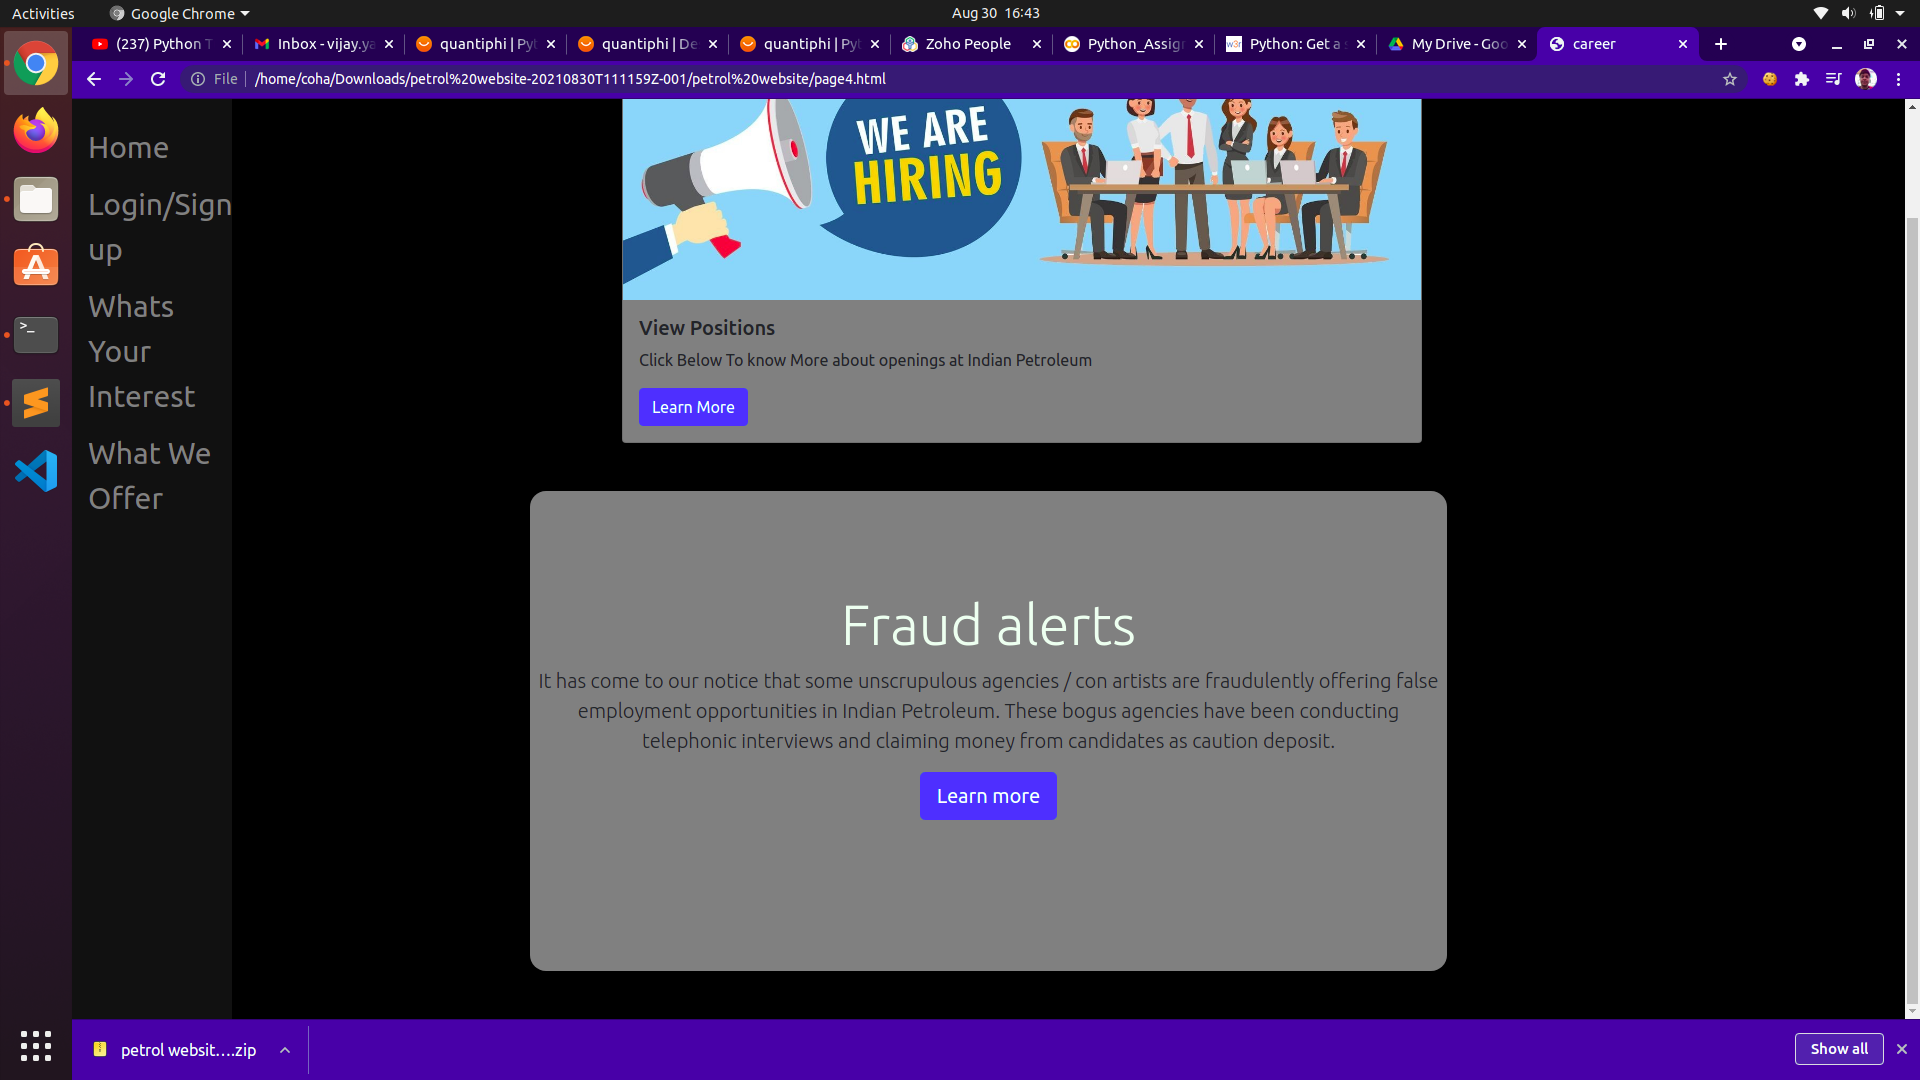 Activities
Google Chrome
Aug 30 16:43
(237) Python T
Inbox - vijay.ya
quantiphi | Pyt
quantiphi | De
quantiphi | Pyt
Zoho People
Python_Assign
Python: Get a s
My Drive - Goo
career
File
/home/coha/Downloads/petrol%20website-20210830T111159Z-001/petrol%20website/page4.html
Home
Login/Sign
up
Whats
Your
Interest
What We
Offer
WE ARE
HIRING
View Positions
Click Below To know More about openings at Indian Petroleum
Learn More
Fraud alerts
It has come to our notice that some unscrupulous agencies / con artists are fraudulently offering false
employment opportunities in Indian Petroleum. These bogus agencies have been conducting
telephonic interviews and claiming money from candidates as caution deposit.
Learn more
petrol websit....zip
Show all